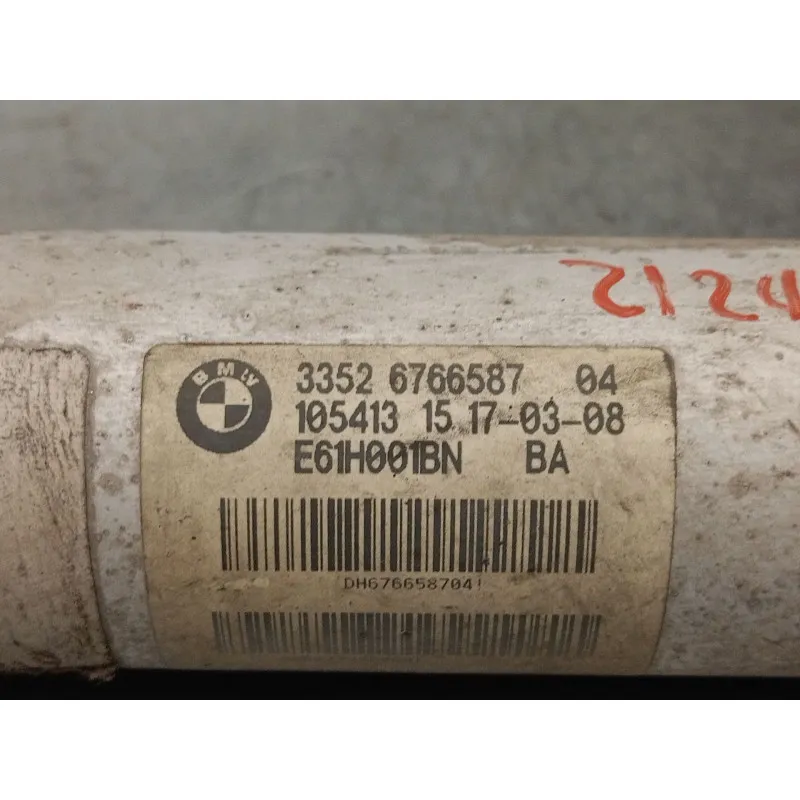 2124
BMW
3352 6766587 04
105413 15 17-03-08
E61H001BN BA
DH676658704!